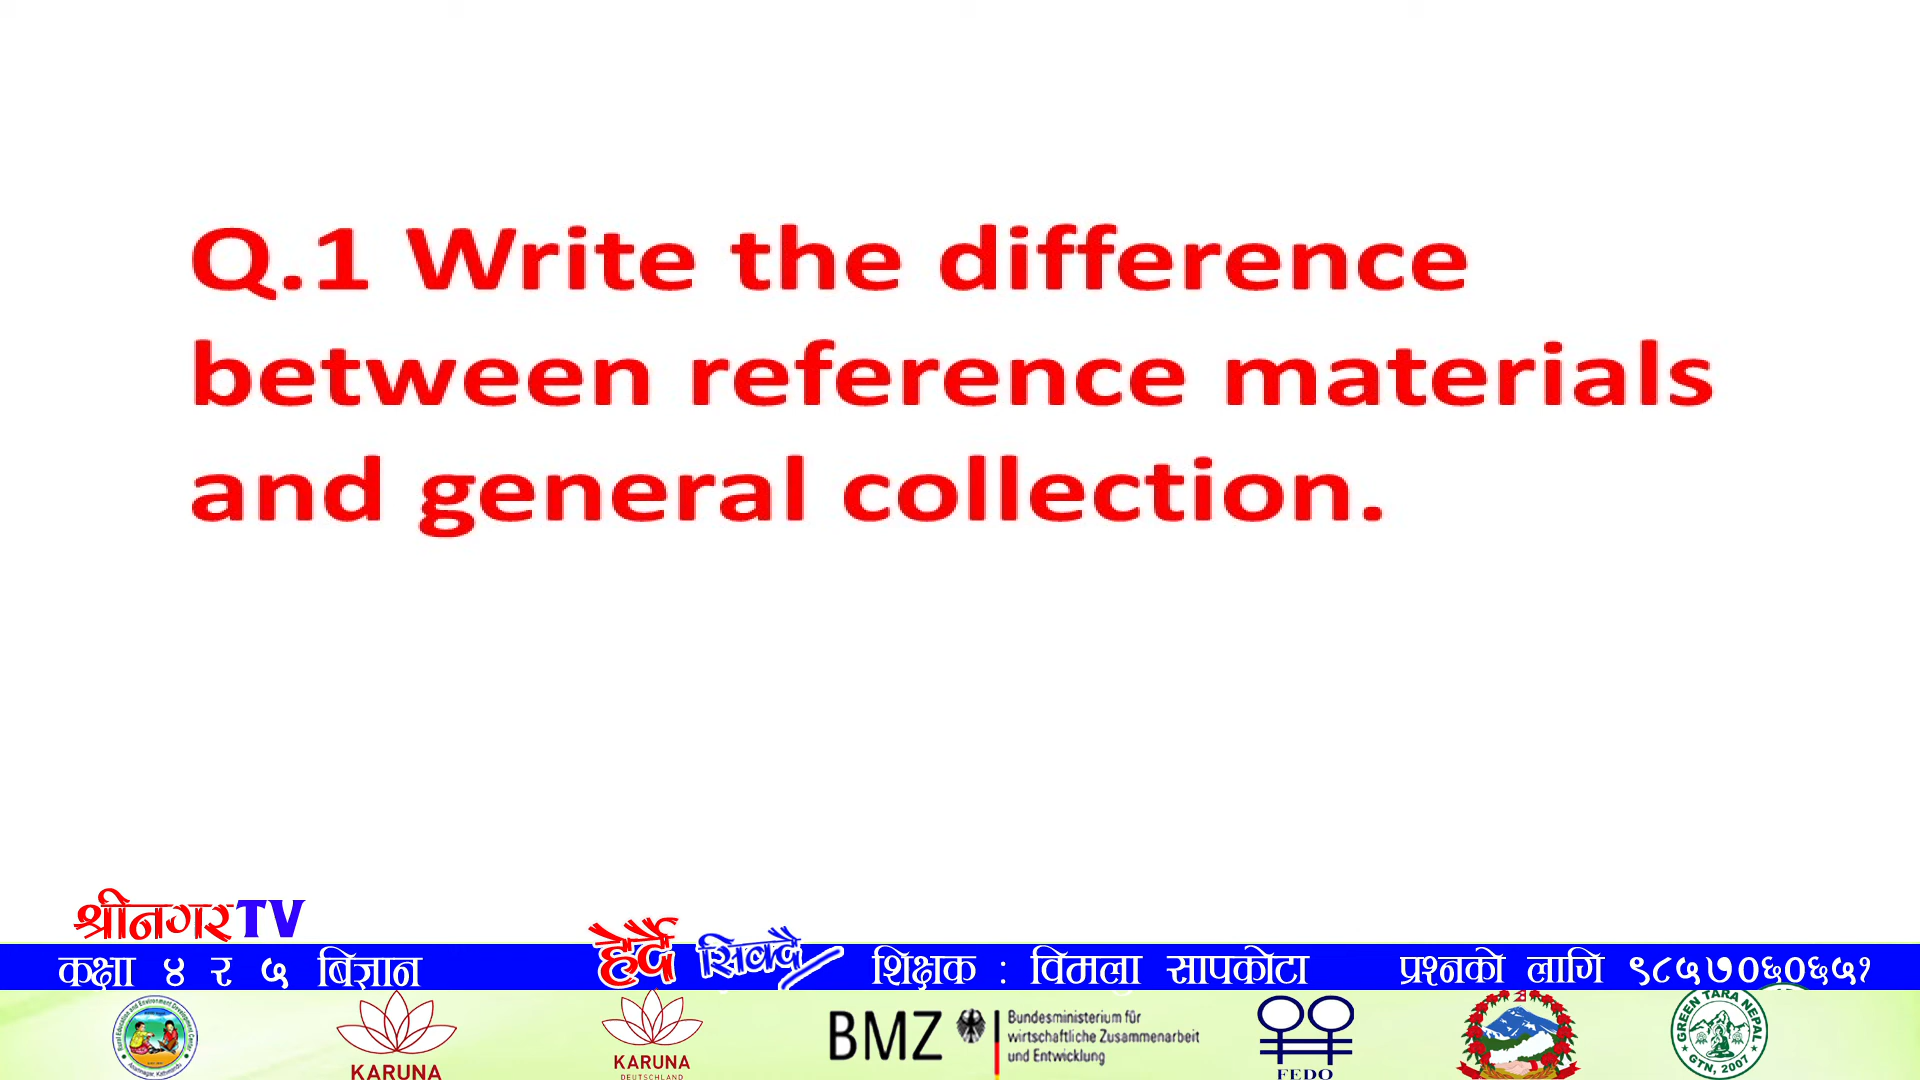 Q.1 Write the difference
between reference materials
and general collection.
श्रीनगरTV
कक्षा ४ र ५ बिज्ञान
हेर्दै सिक्दै
शिक्षक : विमला सापकोटा
प्रश्नको लागि ९८५७०६०६५१
KARUNA
KARUNA
DEUTSCHLAND
BMZ
Bundesministerium für
wirtschaftliche Zusammenarbeit
und Entwicklung
FEDO
GREEN TARA NEPAL
GTN, 2007